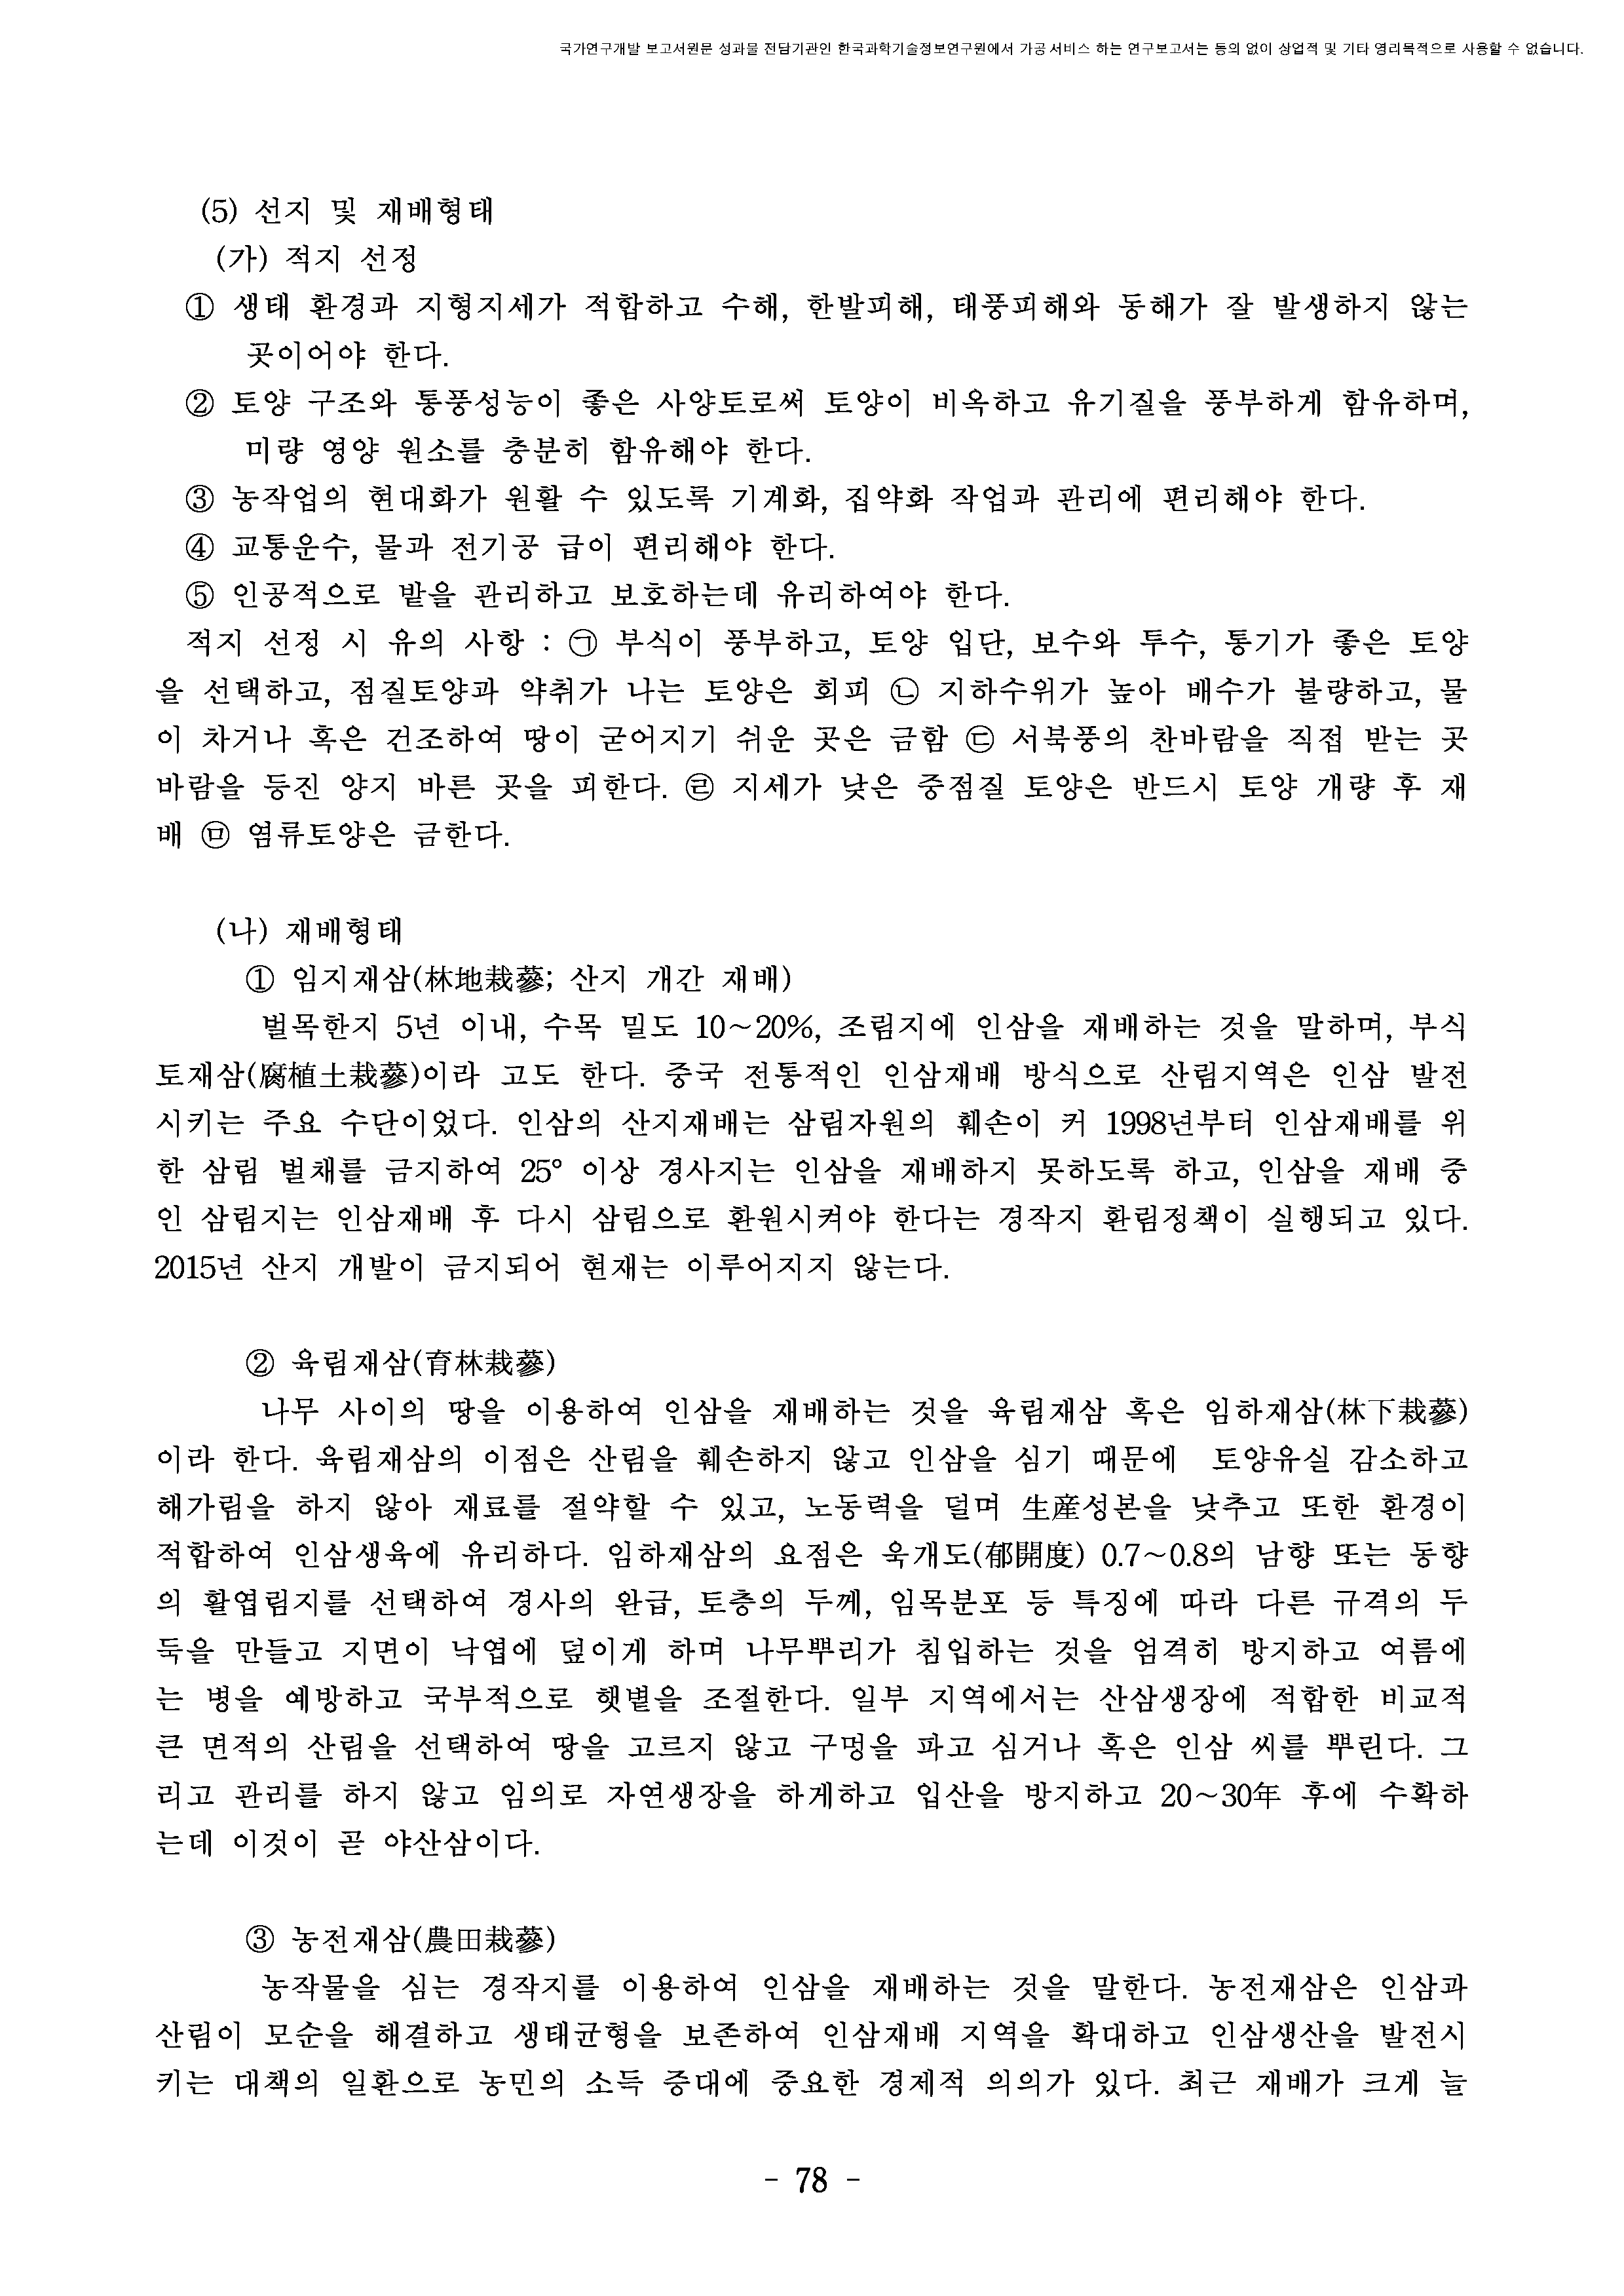 국가연구개발 보고서원문 성과물 전담기관인 한국과학기술정보연구원에서 가공·서비스 하는 연구보고서는 동의 없이 상업적 및 기타 영리목적으로 사용할 수 없습니다.
(5) 선지 및 재배형태
(가) 적지 선정
① 생태 환경과 지형지세가 적합하고 수해, 한발피해, 태풍피해와 동해가 잘 발생하지 않는
곳이어야 한다.
② 토양 구조와 통풍성능이 좋은 사양토로써 토양이 비옥하고 유기질을 풍부하게 함유하며,
미량 영양 원소를 충분히 함유해야 한다.
③ 농작업의 현대화가 원활 수 있도록 기계화, 집약화 작업과 관리에 편리해야 한다.
④ 교통운수, 물과 전기공 급이 편리해야 한다.
⑤ 인공적으로 밭을 관리하고 보호하는데 유리하여야 한다.
적지 선정 시 유의 사항 : ㉠ 부식이 풍부하고, 토양 입단, 보수와 투수, 통기가 좋은 토양
을 선택하고, 점질토양과 악취가 나는 토양은 회피 ㉡ 지하수위가 높아 배수가 불량하고, 물
이 차거나 혹은 건조하여 땅이 굳어지기 쉬운 곳은 금함 ㉢ 서북풍의 찬바람을 직접 받는 곳
바람을 등진 양지 바른 곳을 피한다. ㉣ 지세가 낮은 중점질 토양은 반드시 토양 개량 후 재
배 ㉤ 염류토양은 금한다.
(나) 재배형태
① 임지재삼(林地栽蔘; 산지 개간 재배)
벌목한지 5년 이내, 수목 밀도 10~20%, 조림지에 인삼을 재배하는 것을 말하며, 부식
토재삼(腐植土栽蔘)이라 고도 한다. 중국 전통적인 인삼재배 방식으로 산림지역은 인삼 발전
시키는 주요 수단이었다. 인삼의 산지재배는 삼림자원의 훼손이 커 1998년부터 인삼재배를 위
한 삼림 벌채를 금지하여 25° 이상 경사지는 인삼을 재배하지 못하도록 하고, 인삼을 재배 중
인 삼림지는 인삼재배 후 다시 삼림으로 환원시켜야 한다는 경작지 환림정책이 실행되고 있다.
2015년 산지 개발이 금지되어 현재는 이루어지지 않는다.
② 육림재삼(育林栽蔘)
나무 사이의 땅을 이용하여 인삼을 재배하는 것을 육림재삼 혹은 임하재삼(林下栽蔘)
이라 한다. 육림재삼의 이점은 산림을 훼손하지 않고 인삼을 심기 때문에 토양유실 감소하고
해가림을 하지 않아 재료를 절약할 수 있고, 노동력을 덜며 生産성본을 낮추고 또한 환경이
적합하여 인삼생육에 유리하다. 임하재삼의 요점은 욱개도(郁開度) 0.7~0.8의 남향 또는 동향
의 활엽림지를 선택하여 경사의 완급, 토층의 두께, 임목분포 등 특징에 따라 다른 규격의 두
둑을 만들고 지면이 낙엽에 덮이게 하며 나무뿌리가 침입하는 것을 엄격히 방지하고 여름에
는 병을 예방하고 국부적으로 햇볕을 조절한다. 일부 지역에서는 산삼생장에 적합한 비교적
큰 면적의 산림을 선택하여 땅을 고르지 않고 구멍을 파고 심거나 혹은 인삼 씨를 뿌린다. 그
리고 관리를 하지 않고 임의로 자연생장을 하게하고 입산을 방지하고 20~30年 후에 수확하
는데 이것이 곧 야산삼이다.
③ 농전재삼(農田栽蔘)
농작물을 심는 경작지를 이용하여 인삼을 재배하는 것을 말한다. 농전재삼은 인삼과
산림이 모순을 해결하고 생태균형을 보존하여 인삼재배 지역을 확대하고 인삼생산을 발전시
키는 대책의 일환으로 농민의 소득 증대에 중요한 경제적 의의가 있다. 최근 재배가 크게 늘
- 78 -